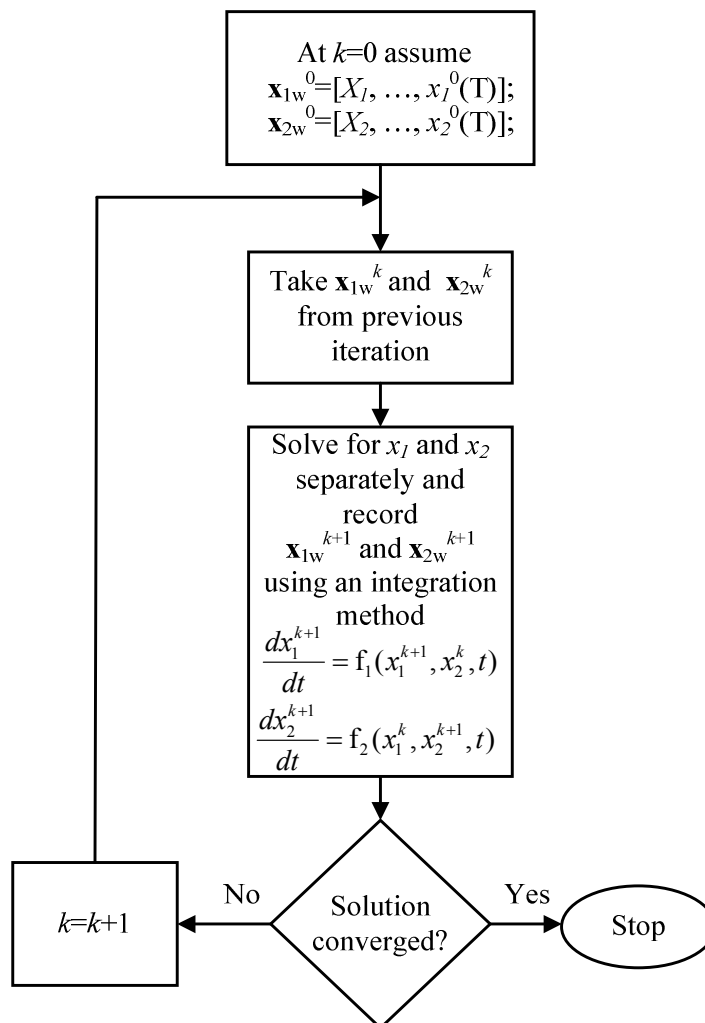 At k=0 assume
x₁w⁰=[X₁, …, x₁⁰(T)];
x₂w⁰=[X₂, …, x₂⁰(T)];
Take x₁wᵏ and x₂wᵏ
from previous
iteration
Solve for x₁ and x₂
separately and
record
x₁wᵏ⁺¹ and x₂wᵏ⁺¹
using an integration
method
dx₁ᵏ⁺¹/dt = f₁(x₁ᵏ⁺¹, x₂ᵏ, t)
dx₂ᵏ⁺¹/dt = f₂(x₁ᵏ, x₂ᵏ⁺¹, t)
Solution
converged?
No
Yes
k=k+1
Stop